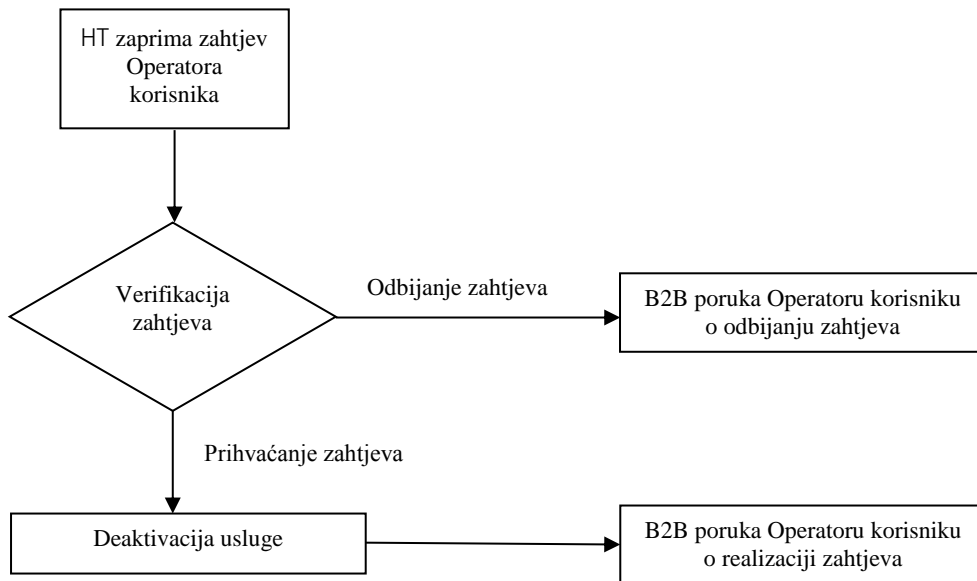 HT zaprima zahtjev
Operatora
korisnika
Verifikacija
zahtjeva
Odbijanje zahtjeva
B2B poruka Operatoru korisniku
o odbijanju zahtjeva
Prihvaćanje zahtjeva
Deaktivacija usluge
B2B poruka Operatoru korisniku
o realizaciji zahtjeva